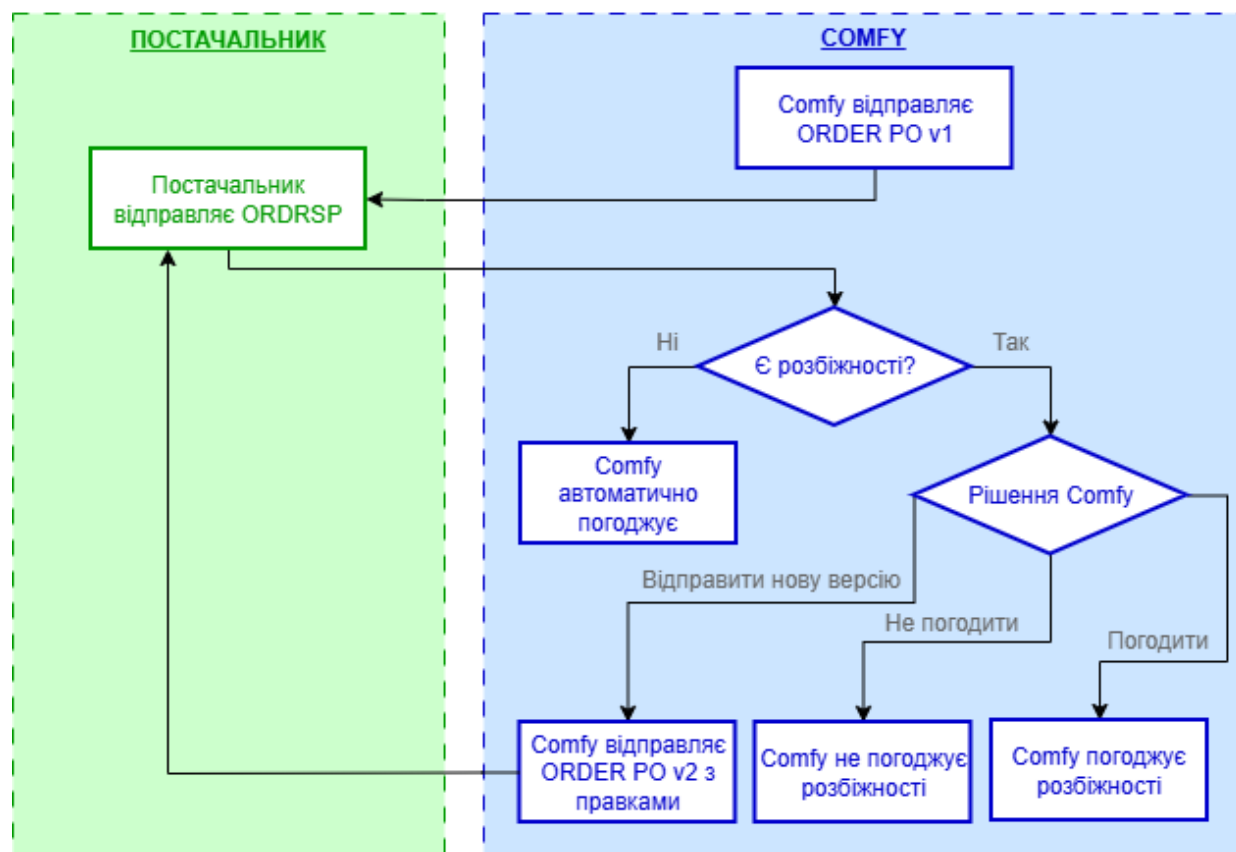 ПОСТАЧАЛЬНИК
COMFY
Comfy відправляє
ORDER PO v1
Постачальник
відправляє ORDRSP
Ні
Є розбіжності?
Так
Comfy
автоматично
погоджує
Рішення Comfy
Відправити нову версію
Не погодити
Погодити
Comfy відправляє
ORDER PO v2 з
правками
Comfy не погоджує
розбіжності
Comfy погоджує
розбіжності